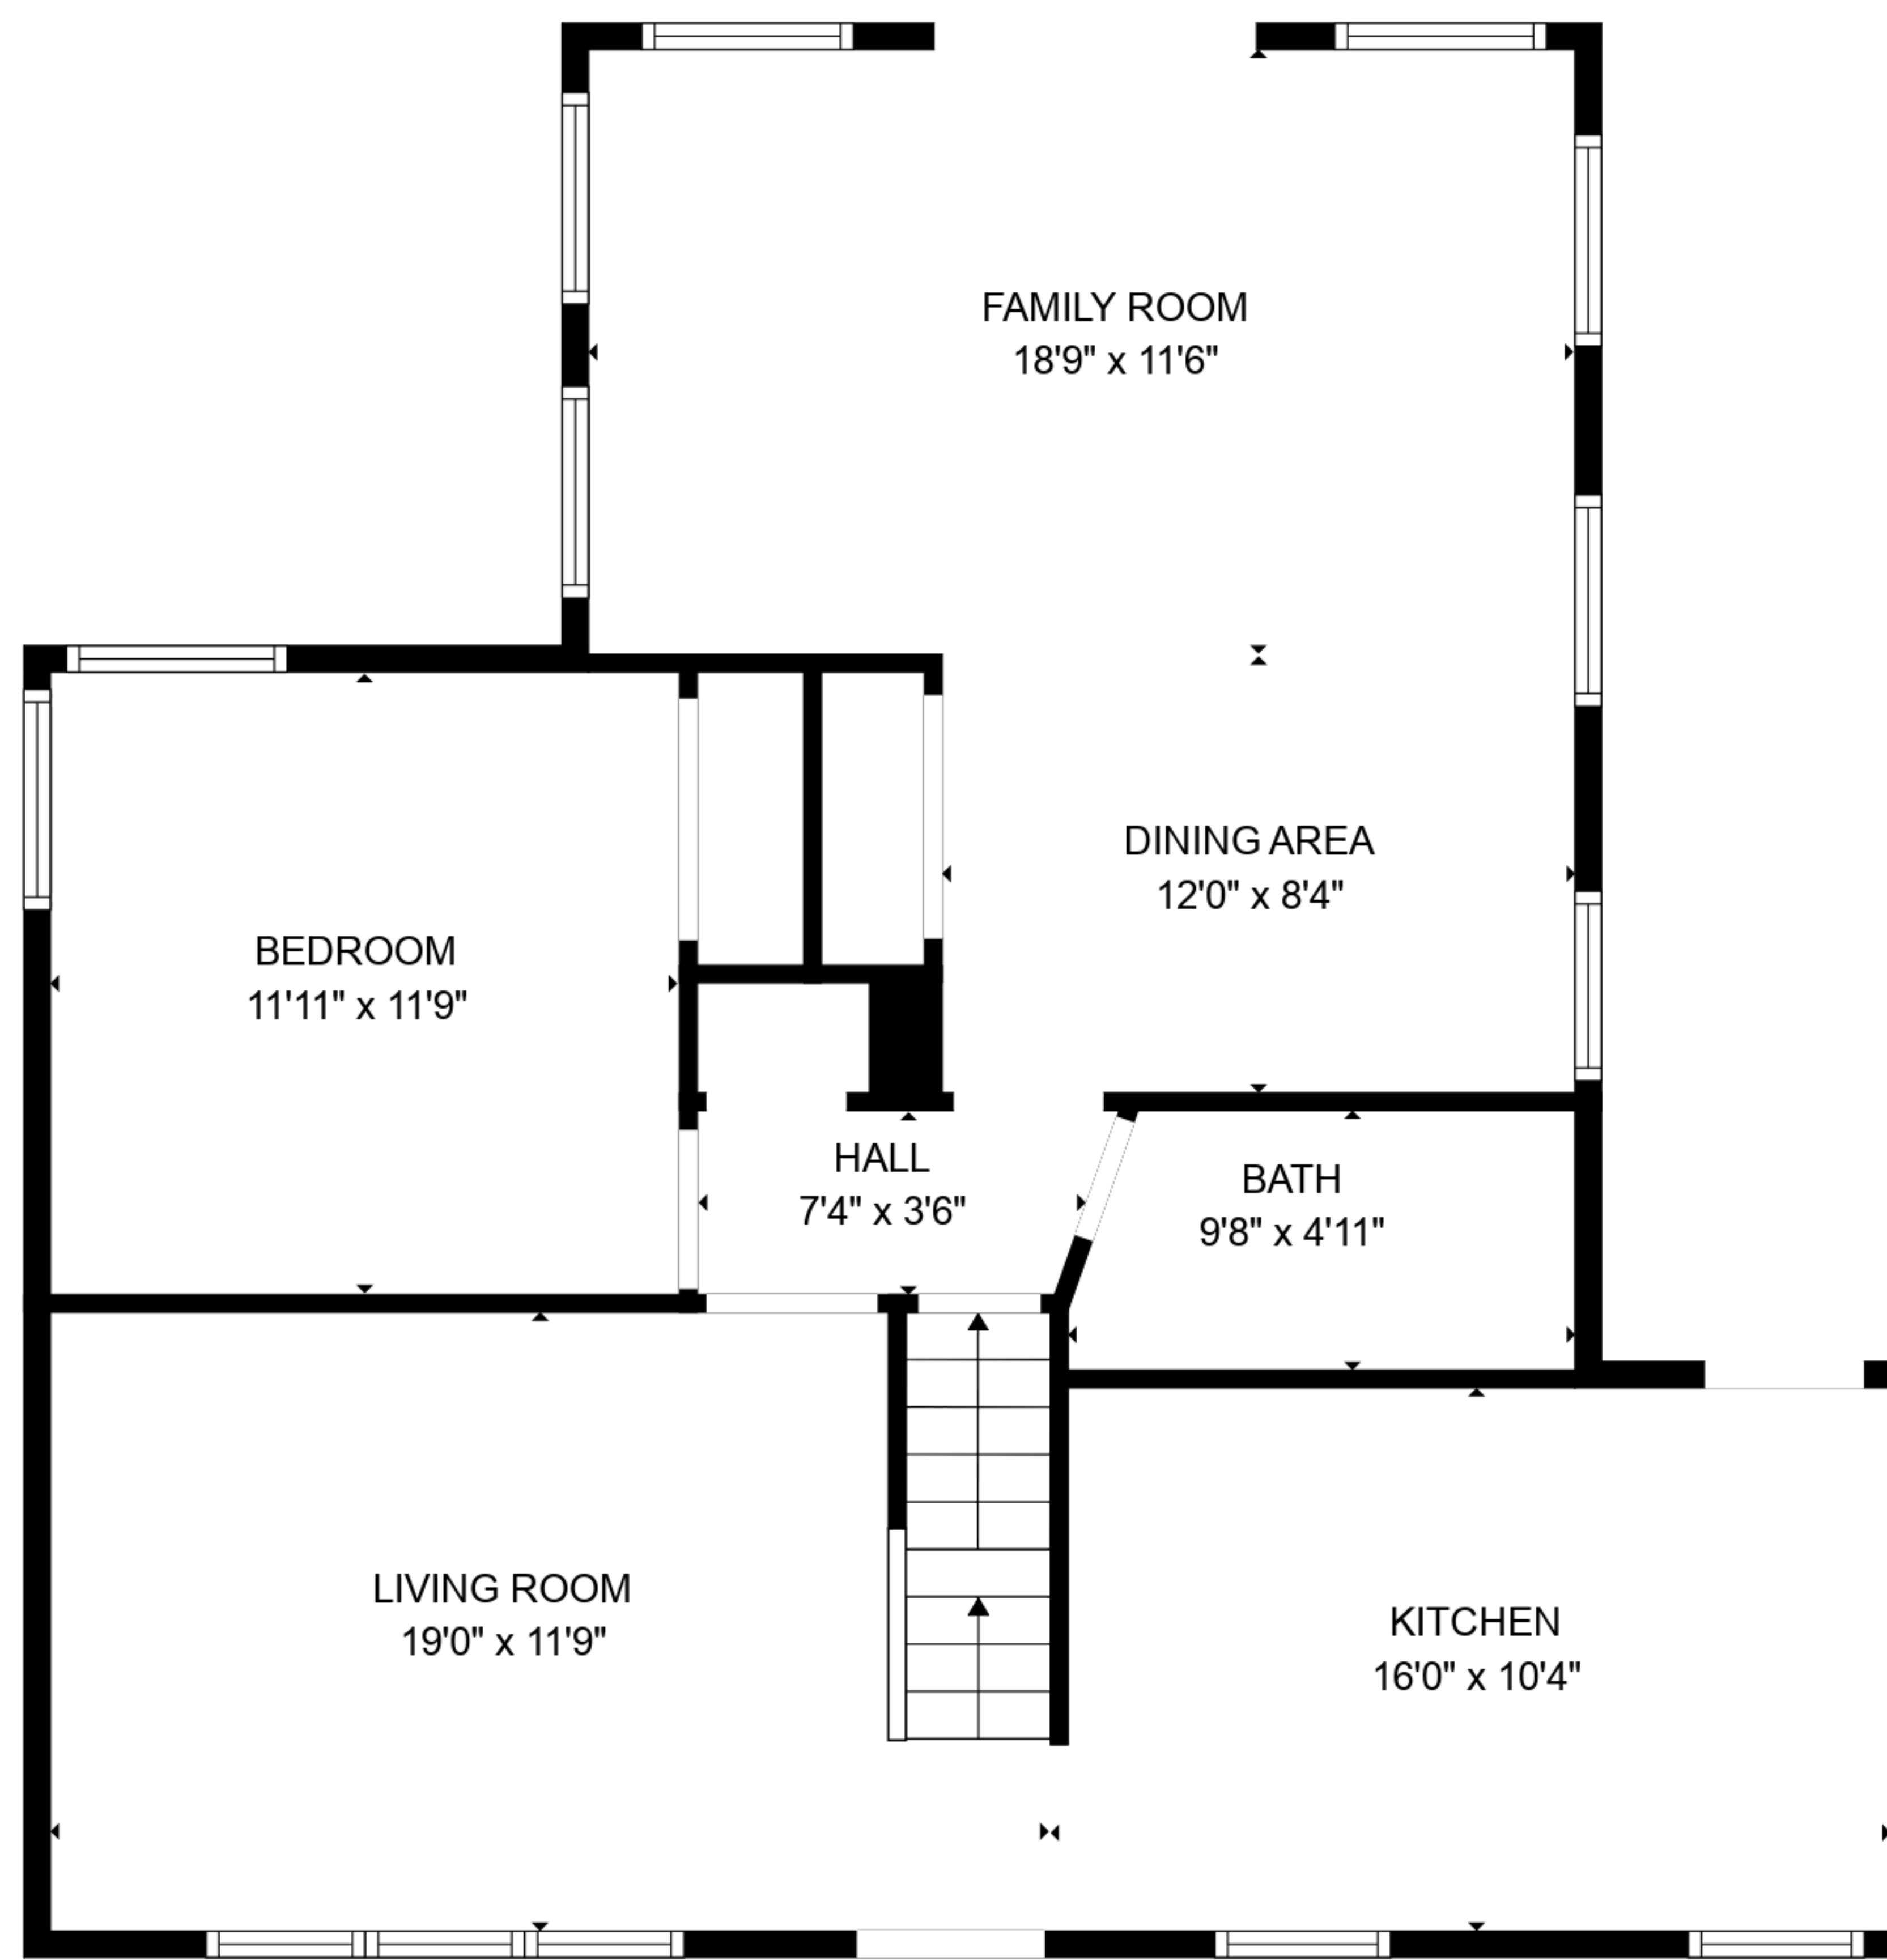 FAMILY ROOM
18'9" x 11'6"
DINING AREA
12'0" x 8'4"
BEDROOM
11'11" x 11'9"
HALL
7'4" x 3'6"
BATH
9'8" x 4'11"
LIVING ROOM
19'0" x 11'9"
KITCHEN
16'0" x 10'4"